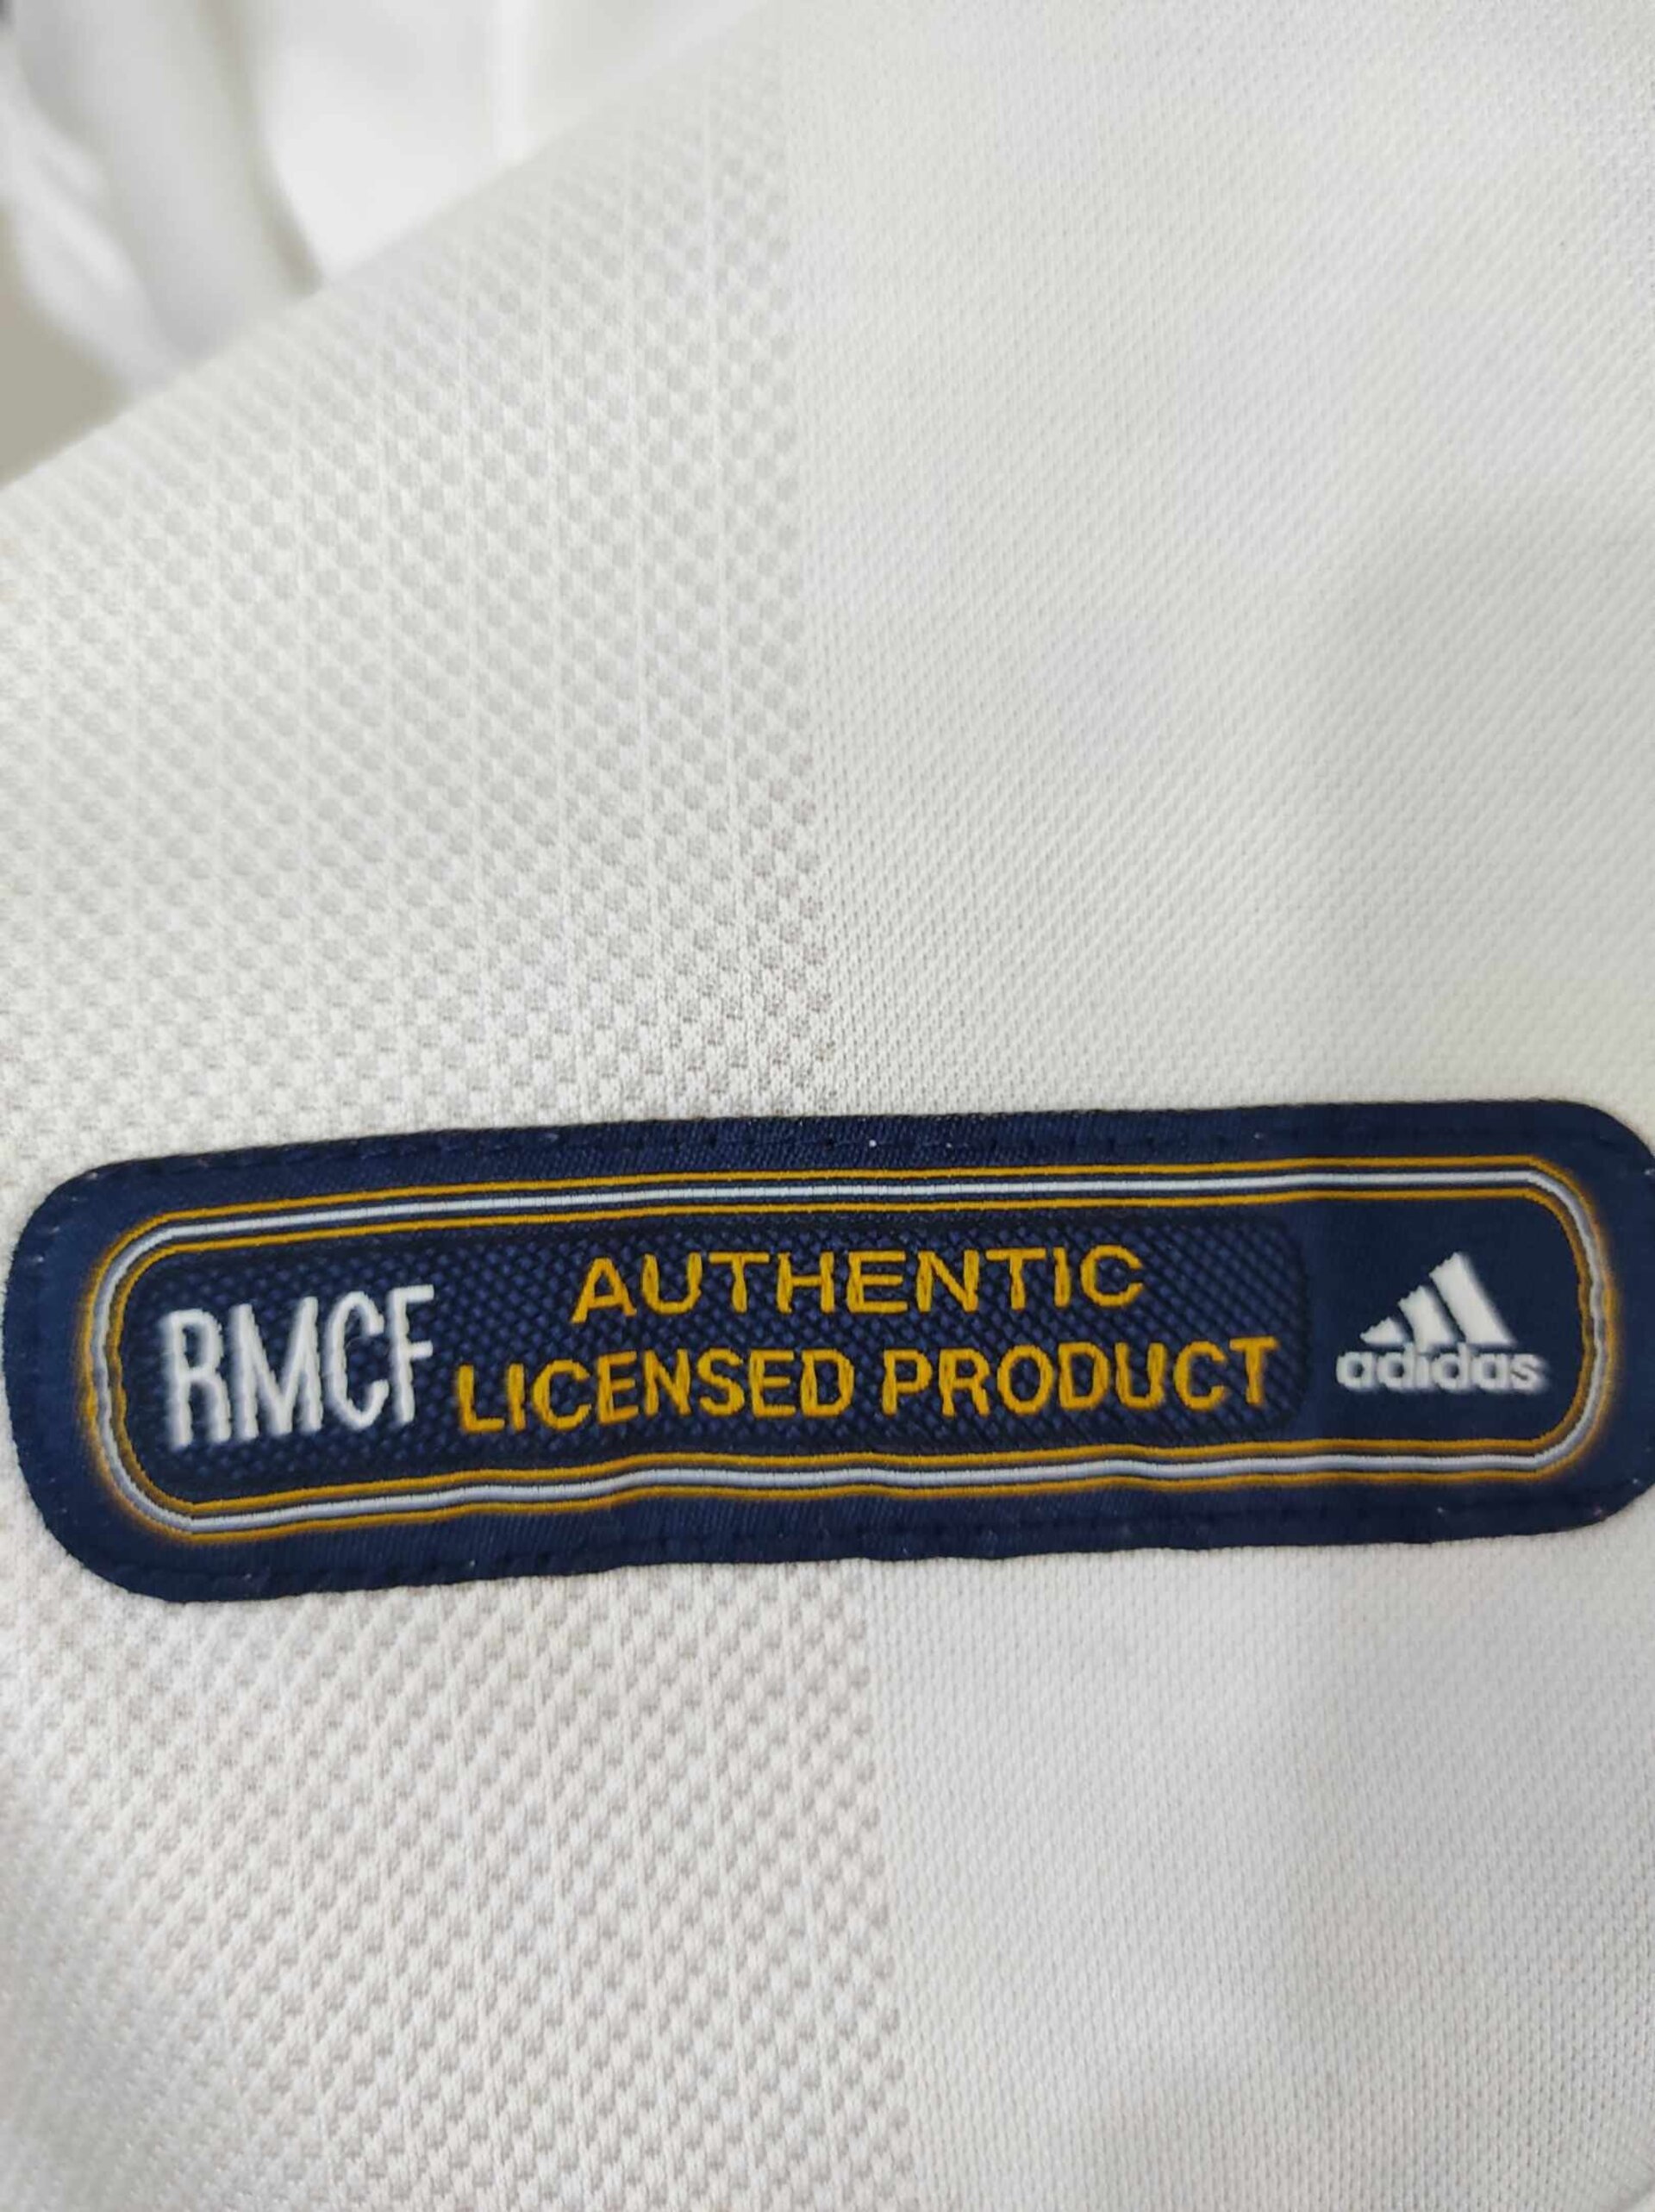 RMCF
AUTHENTIC
LICENSED PRODUCT
adidas